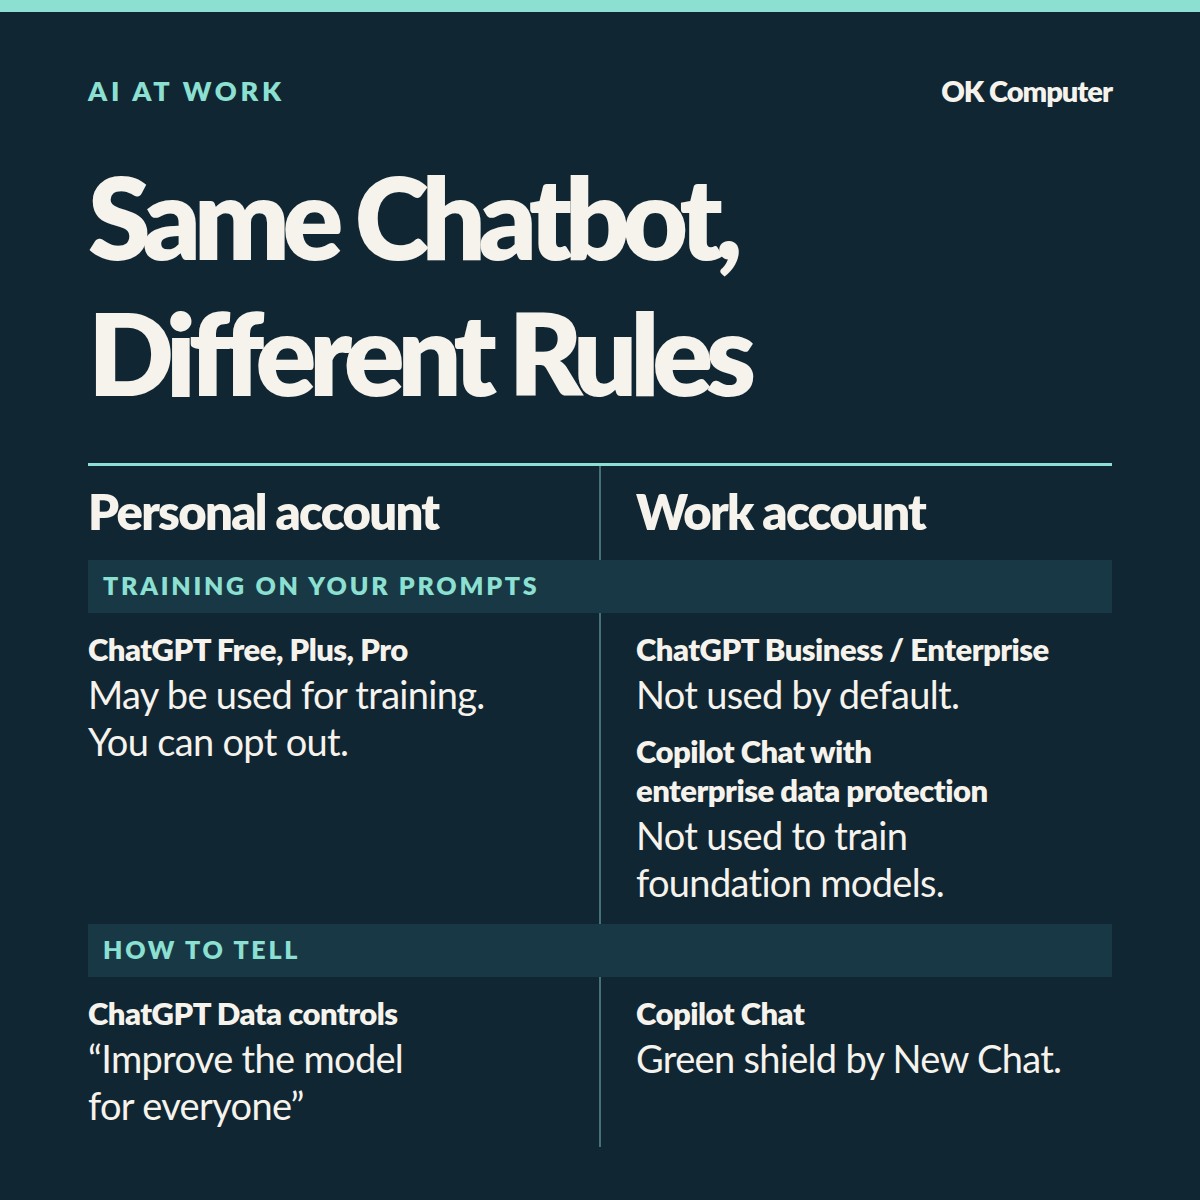 AI AT WORK
OK Computer
Same Chatbot,
Different Rules
Personal account
Work account
TRAINING ON YOUR PROMPTS
ChatGPT Free, Plus, Pro
May be used for training.
You can opt out.
ChatGPT Business / Enterprise
Not used by default.
Copilot Chat with
enterprise data protection
Not used to train
foundation models.
HOW TO TELL
ChatGPT Data controls
“Improve the model
for everyone”
Copilot Chat
Green shield by New Chat.